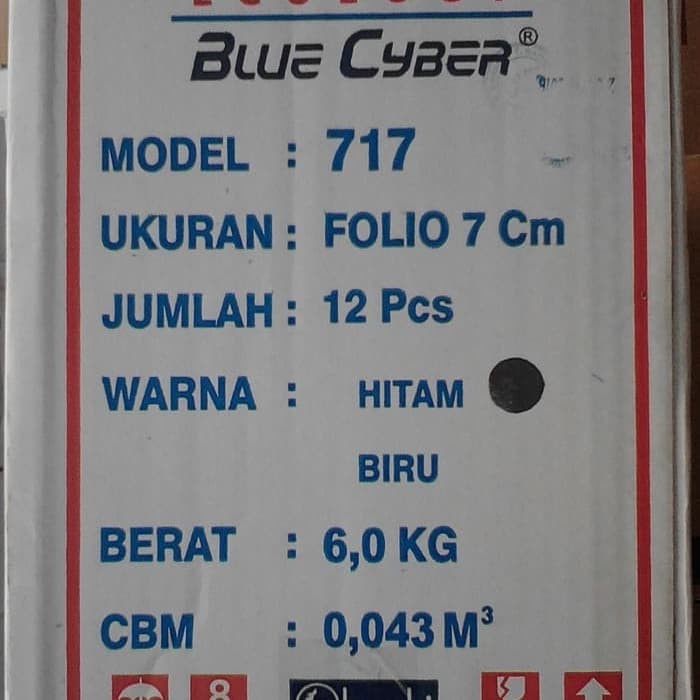 BLUE CYBER®
MODEL : 717
UKURAN : FOLIO 7 Cm
JUMLAH : 12 Pcs
WARNA : HITAM
BIRU
BERAT : 6,0 KG
CBM : 0,043 M³
8